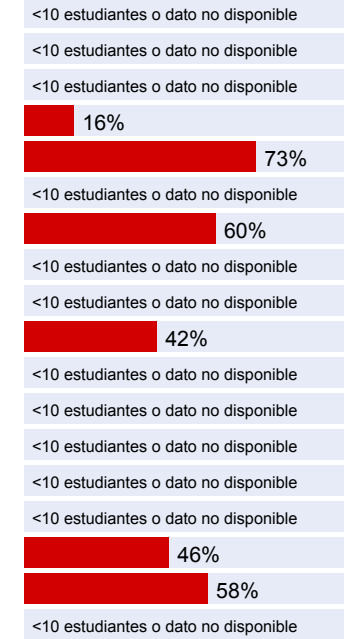 <10 estudiantes o dato no disponible
<10 estudiantes o dato no disponible
<10 estudiantes o dato no disponible
16%
73%
<10 estudiantes o dato no disponible
60%
<10 estudiantes o dato no disponible
<10 estudiantes o dato no disponible
42%
<10 estudiantes o dato no disponible
<10 estudiantes o dato no disponible
<10 estudiantes o dato no disponible
<10 estudiantes o dato no disponible
<10 estudiantes o dato no disponible
46%
58%
<10 estudiantes o dato no disponible